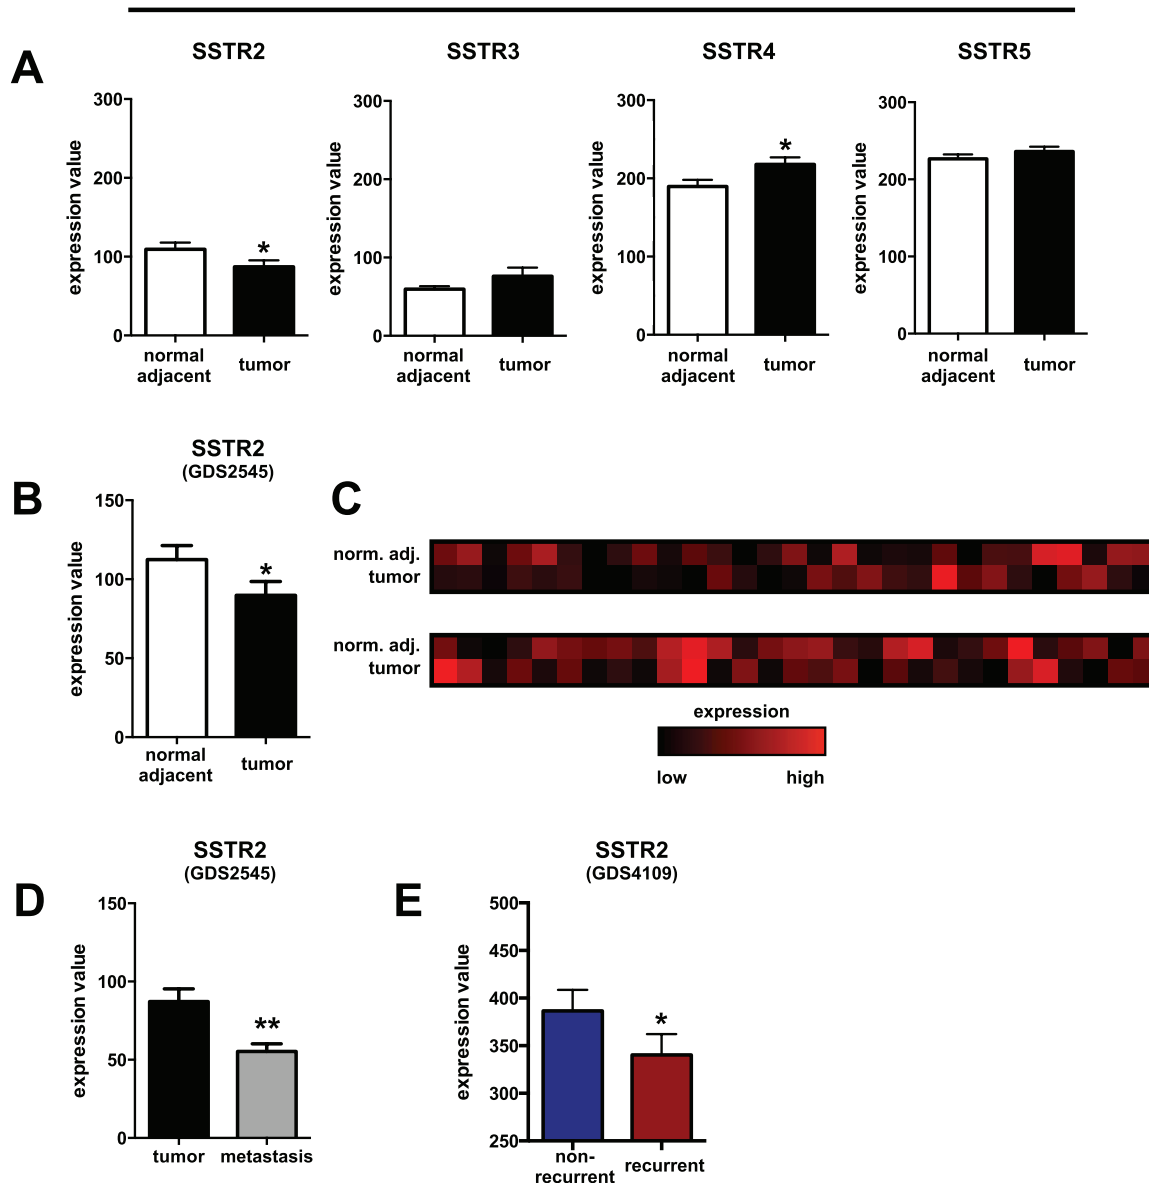 A
SSTR2
SSTR3
SSTR4
SSTR5
expression value
300
200
100
0
*
normal
adjacent
tumor
expression value
300
200
100
0
normal
adjacent
tumor
expression value
300
200
100
0
*
normal
adjacent
tumor
expression value
300
200
100
0
normal
adjacent
tumor
B
SSTR2
(GDS2545)
expression value
150
100
50
0
*
normal
adjacent
tumor
C
norm. adj.
tumor
norm. adj.
tumor
expression
low
high
D
SSTR2
(GDS2545)
expression value
150
100
50
0
**
tumor
metastasis
E
SSTR2
(GDS4109)
expression value
500
450
400
350
300
250
*
non-
recurrent
recurrent